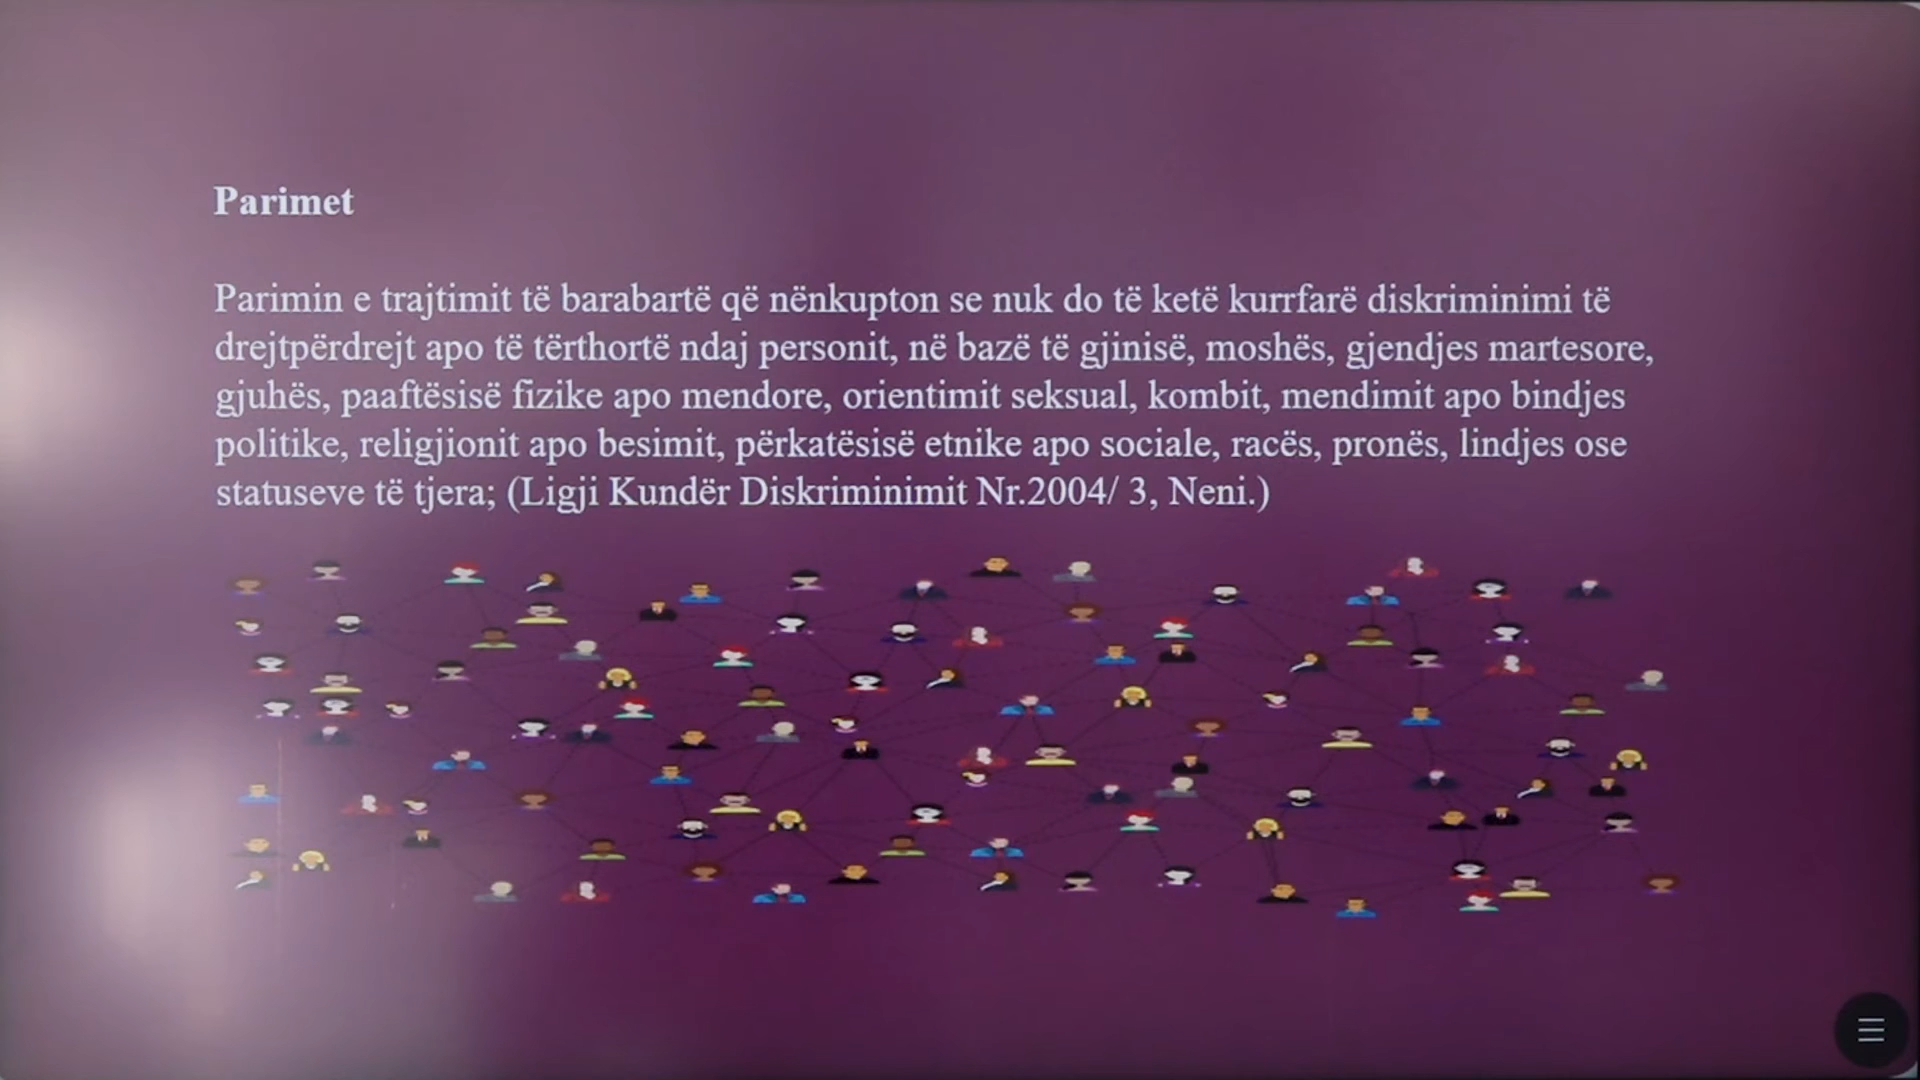 Parimet
Parimin e trajtimit të barabartë që nënkupton se nuk do të ketë kurrfarë diskriminimi të
drejtpërdrejt apo të tërthortë ndaj personit, në bazë të gjinisë, moshës, gjendjes martesore,
gjuhës, paaftësisë fizike apo mendore, orientimit seksual, kombit, mendimit apo bindjes
politike, religjionit apo besimit, përkatësisë etnike apo sociale, racës, pronës, lindjes ose
statuseve të tjera; (Ligji Kundër Diskriminimit Nr.2004/ 3, Neni.)